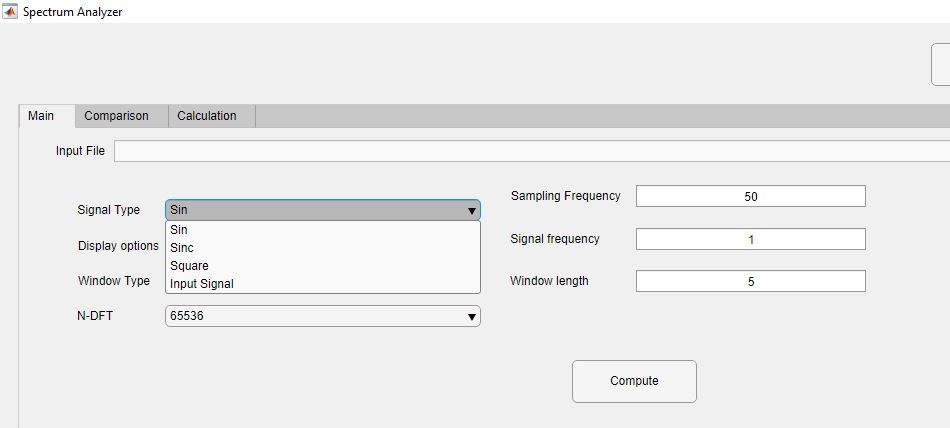 Spectrum Analyzer
Main Comparison Calculation
Input File
Signal Type Sin
Sin
Sinc
Square
Input Signal
Display options
Window Type
N-DFT 65536
Sampling Frequency 50
Signal frequency 1
Window length 5
Compute